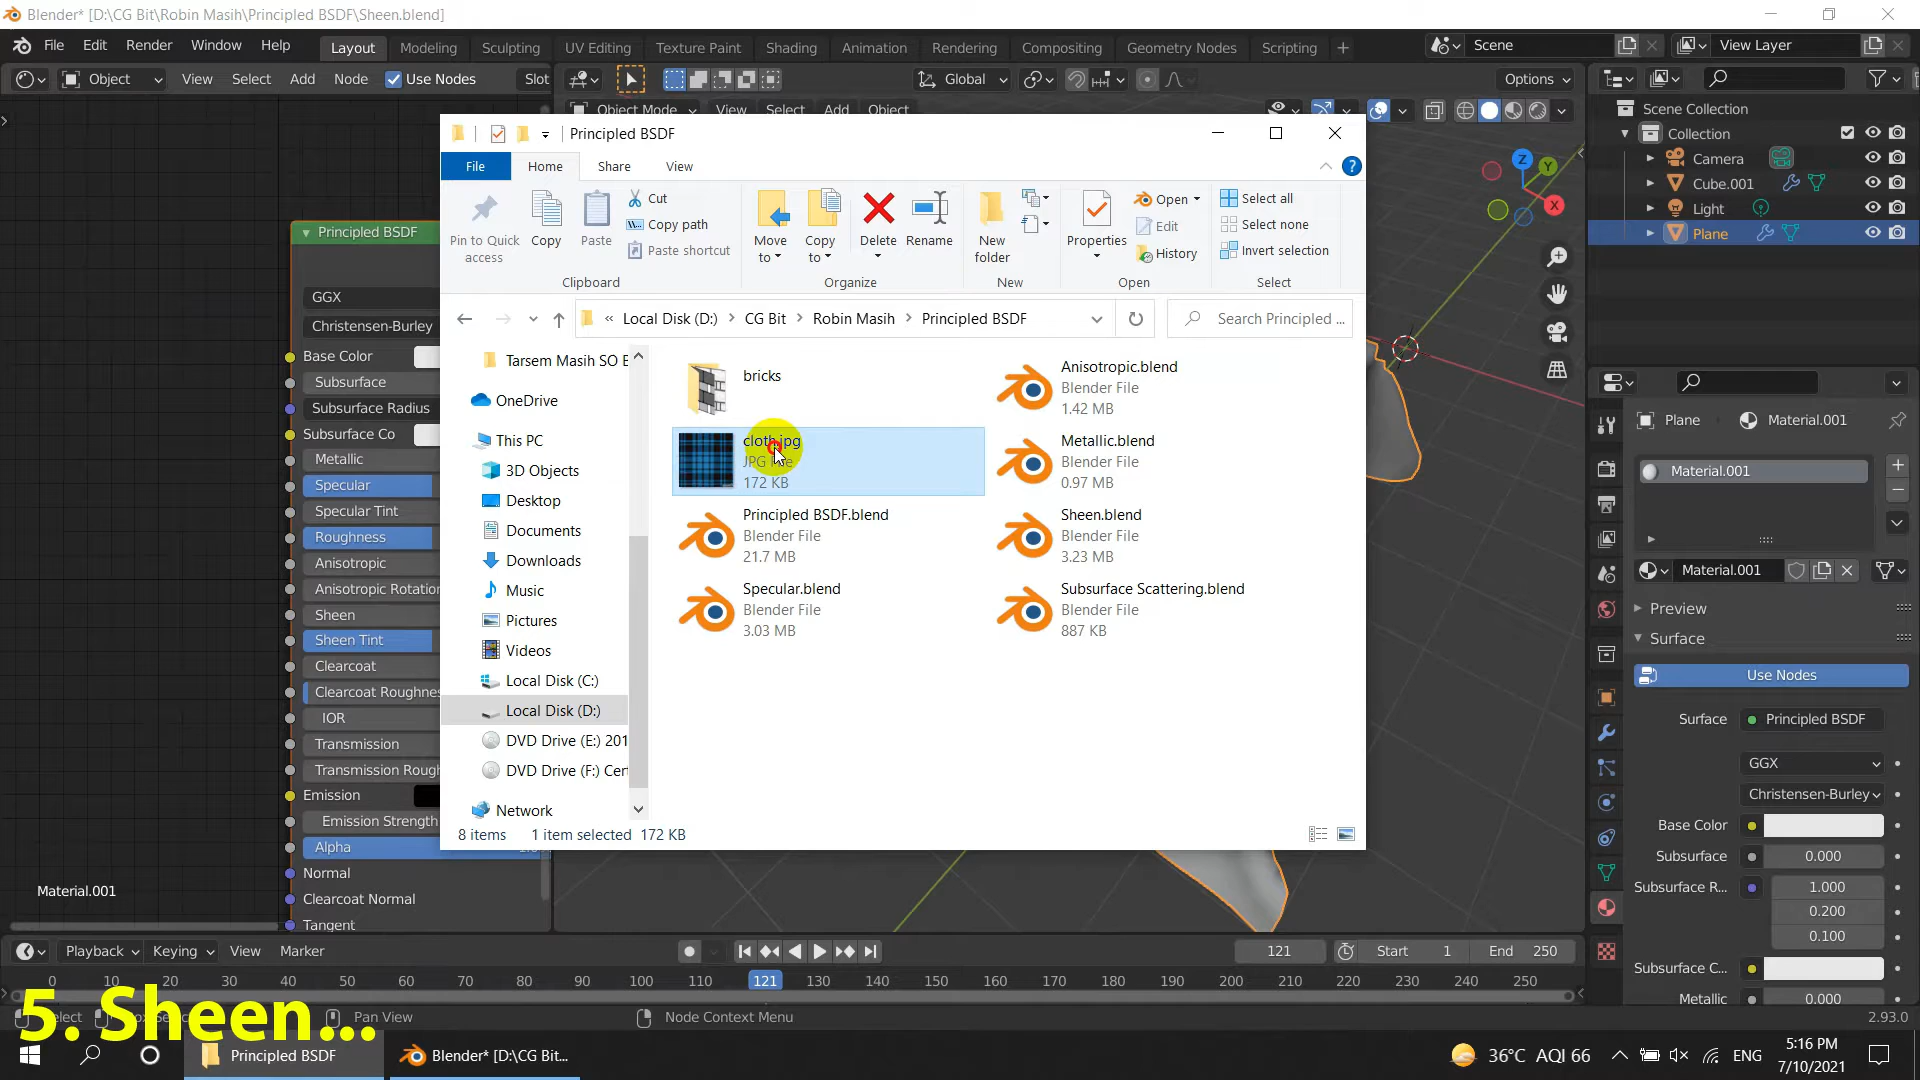 Blender* [D:\CG Bit\Robin Masih\Principled BSDF\Sheen.blend]
File Edit Render Window Help Layout Modeling Sculpting UV Editing Texture Paint Shading Animation Rendering Compositing Geometry Nodes Scripting + Scene View Layer
Object View Select Add Node Use Nodes Slot Global Options
Object Mode View Select Add Object
Scene Collection
Collection
Camera
Cube.001
Light
Plane
Principled BSDF
GGX
Christensen-Burley
Base Color
Subsurface
Subsurface Radius
Subsurface Co
Metallic
Specular
Specular Tint
Roughness
Anisotropic
Anisotropic Rotation
Sheen
Sheen Tint
Clearcoat
Clearcoat Roughne
IOR
Transmission
Transmission Roug
Emission
Emission Strength
Alpha
Normal
Clearcoat Normal
Tangent
Material.001
Principled BSDF
File Home Share View
Pin to Quick access
Copy
Paste
Cut
Copy path
Paste shortcut
Clipboard
Move to
Copy to
Delete
Rename
Organize
New folder
New
Properties
Open
Edit
History
Open
Select all
Select none
Invert selection
Select
« Local Disk (D:) > CG Bit > Robin Masih > Principled BSDF
Search Principled ...
Tarsem Masih SO B
OneDrive
This PC
3D Objects
Desktop
Documents
Downloads
Music
Pictures
Videos
Local Disk (C:)
Local Disk (D:)
DVD Drive (E:) 201
DVD Drive (F:) Cer
Network
bricks
Anisotropic.blend
Blender File
1.42 MB
cloth.jpg
JPG File
172 KB
Metallic.blend
Blender File
0.97 MB
Principled BSDF.blend
Blender File
21.7 MB
Sheen.blend
Blender File
3.23 MB
Specular.blend
Blender File
3.03 MB
Subsurface Scattering.blend
Blender File
887 KB
8 items 1 item selected 172 KB
X
Y
Z
Plane Material.001
Material.001
Material.001
Preview
Surface
Use Nodes
Surface Principled BSDF
GGX
Christensen-Burley
Base Color
Subsurface 0.000
Subsurface R... 1.000
0.200
0.100
Subsurface C...
Metallic 0.000
Playback Keying View Marker 121 Start 1 End 250
0 10 20 30 40 50 60 70 80 90 100 110 121 130 140 150 160 170 180 190 200 210 220 230 240 250
Pan View Node Context Menu 2.93.0
5. Sheen...
Principled BSDF Blender* [D:\CG Bit... 36°C AQI 66 ENG 5:16 PM
7/10/2021